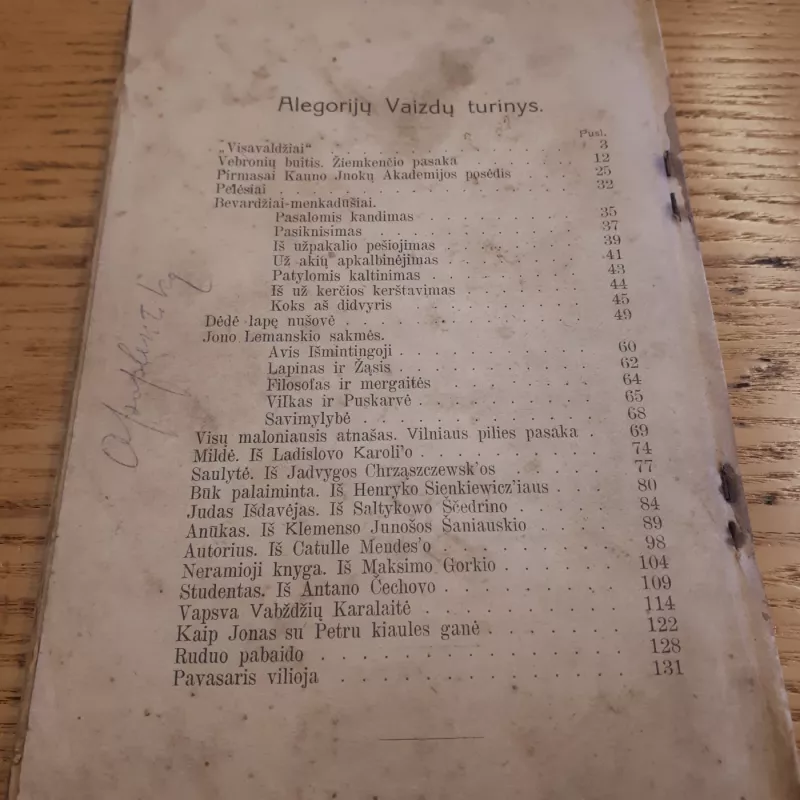 Alegorijų Vaizdų turinys.
Pusl.
„Visavaldžiai“ . . . . . . . . . . . . 3
Vebronių buitis. Žiemkenčio pasaka . . . . . . 12
Pirmasai Kauno Juokų Akademijos posėdis . . . 25
Pelėsiai . . . . . . . . . . . . . . 32
Bevardžiai-menkadūšiai.
Pasalomis kandimas . . . . . . . . 35
Pasiknisimas . . . . . . . . . . . 37
Iš užpakalio pešiojimas . . . . . . . 39
Už akių apkalbinėjimas . . . . . . . 41
Patylomis kaltinimas . . . . . . . . 43
Iš už kerčios kerštavimas . . . . . . 44
Koks aš didvyris . . . . . . . . 45
Dėdė lapę nušovė . . . . . . . . . . . 49
Jono Lemanskio sakmės.
Avis Išmintingoji . . . . . . . . . 60
Lapinas ir Žąsis . . . . . . . . . 62
Filosofas ir mergaitės . . . . . . . 64
Vilkas ir Puskarvė . . . . . . . . 65
Savimylybė . . . . . . . . . . . 68
Visų maloniausis atnašas. Vilniaus pilies pasaka . 69
Mildė. Iš Ladislovo Karoli'o . . . . . . . 74
Saulytė. Iš Jadvygos Chrząszczewsk'os . . . . . 77
Būk palaiminta. Iš Henryko Sienkiewicz'iaus . . . 80
Judas Išdavėjas. Iš Saltykowo Ščedrino . . . . 84
Anūkas. Iš Klemenso Junošos Šaniauskio . . . . 89
Autorius. Iš Catulle Mendes'o . . . . . . . 98
Neramioji knyga. Iš Maksimo Gorkio . . . . . 104
Studentas. Iš Antano Čechovo . . . . . . . 109
Vapsva Vabždžių Karalaitė . . . . . . . . 114
Kaip Jonas su Petru kiaules ganė . . . . . . 122
Ruduo pabaido . . . . . . . . . . . . 128
Pavasaris vilioja . . . . . . . . . . . 131